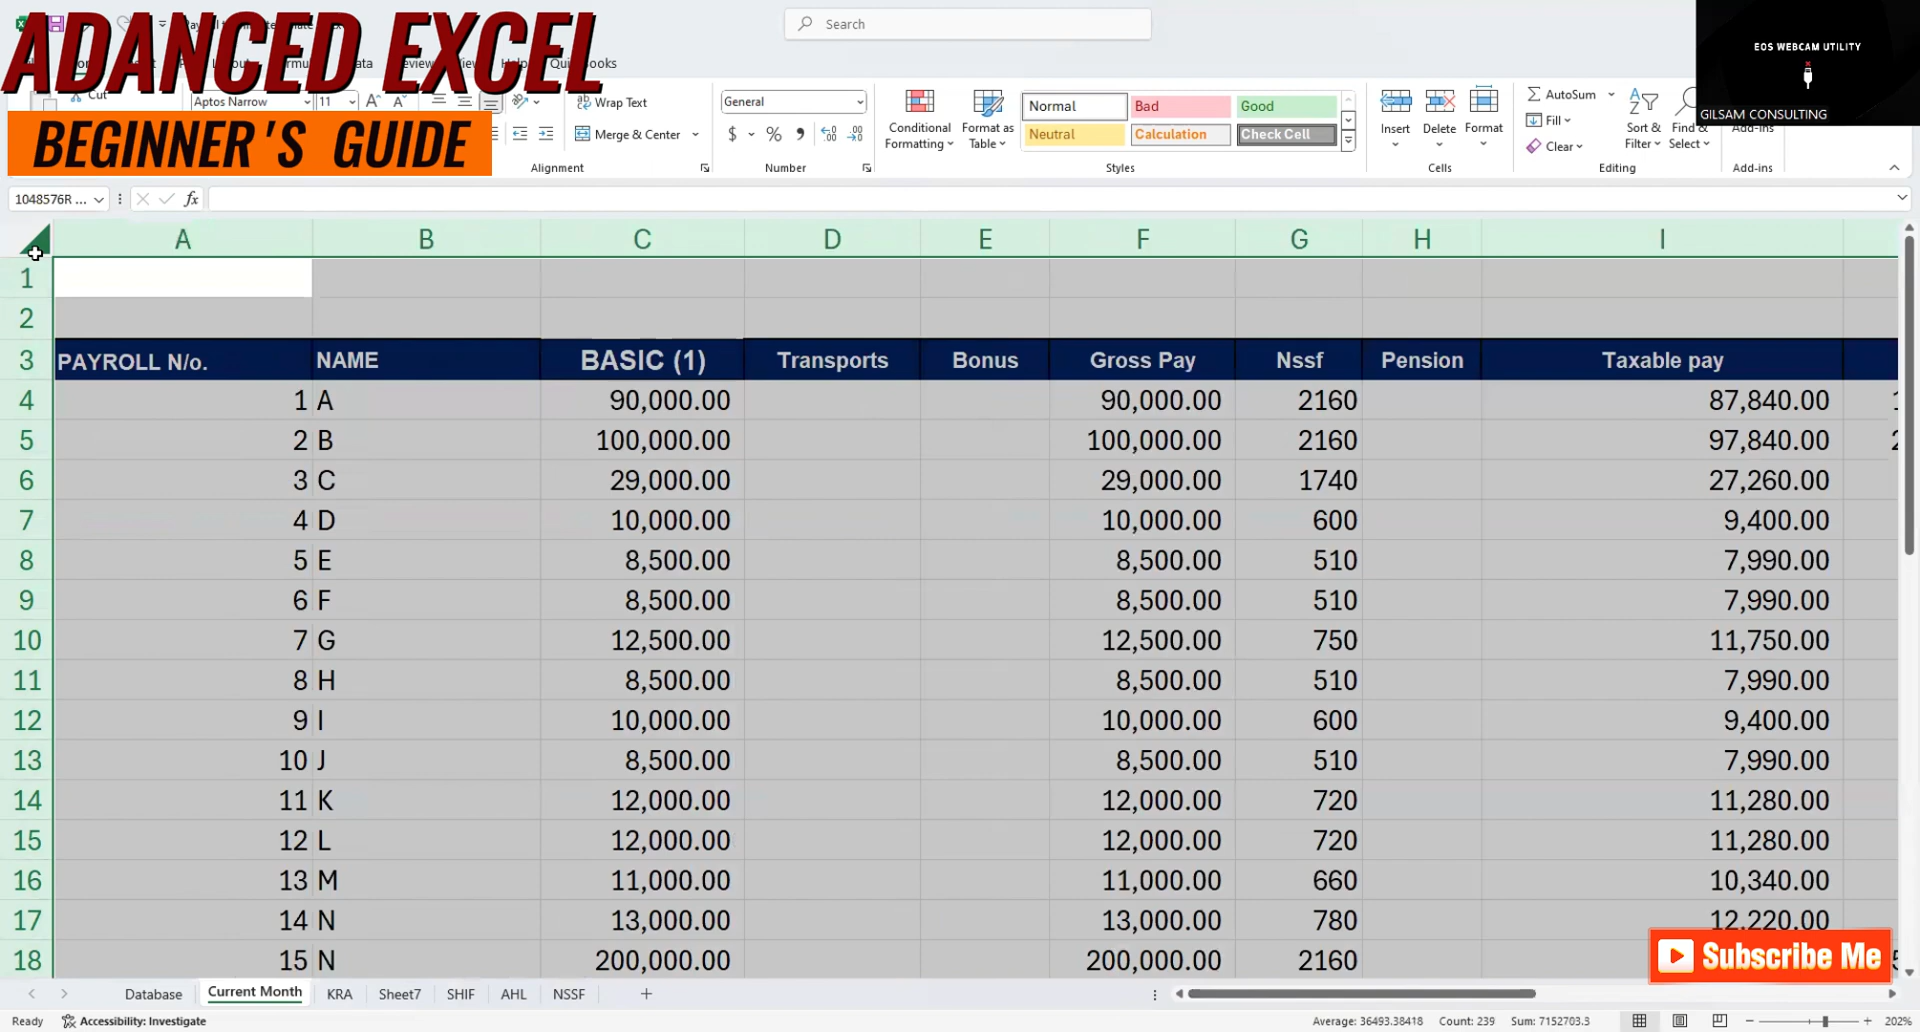 ADANCED EXCEL
BEGINNER'S GUIDE
Search
EOS WEBCAM UTILITY
GILSAM CONSULTING
Help
Cut
Aptos Narrow 11
Wrap Text
Merge & Center
Alignment
General
$ % ,
Number
Conditional Formatting
Format as Table
Normal Bad Good
Neutral Calculation Check Cell
Styles
Insert Delete Format
Cells
AutoSum
Fill
Clear
Sort & Filter
Find & Select
Editing
Add-ins
Add-ins
1048576R ... fx
A B C D E F G H I
1
2
3 PAYROLL N/o. NAME BASIC (1) Transports Bonus Gross Pay Nssf Pension Taxable pay
4 1 A 90,000.00 90,000.00 2160 87,840.00
5 2 B 100,000.00 100,000.00 2160 97,840.00
6 3 C 29,000.00 29,000.00 1740 27,260.00
7 4 D 10,000.00 10,000.00 600 9,400.00
8 5 E 8,500.00 8,500.00 510 7,990.00
9 6 F 8,500.00 8,500.00 510 7,990.00
10 7 G 12,500.00 12,500.00 750 11,750.00
11 8 H 8,500.00 8,500.00 510 7,990.00
12 9 I 10,000.00 10,000.00 600 9,400.00
13 10 J 8,500.00 8,500.00 510 7,990.00
14 11 K 12,000.00 12,000.00 720 11,280.00
15 12 L 12,000.00 12,000.00 720 11,280.00
16 13 M 11,000.00 11,000.00 660 10,340.00
17 14 N 13,000.00 13,000.00 780 12,220.00
18 15 N 200,000.00 200,000.00 2160
Subscribe Me
Database Current Month KRA Sheet7 SHIF AHL NSSF +
Ready Accessibility: Investigate Average: 36493.38418 Count: 239 Sum: 7152703.3 202%